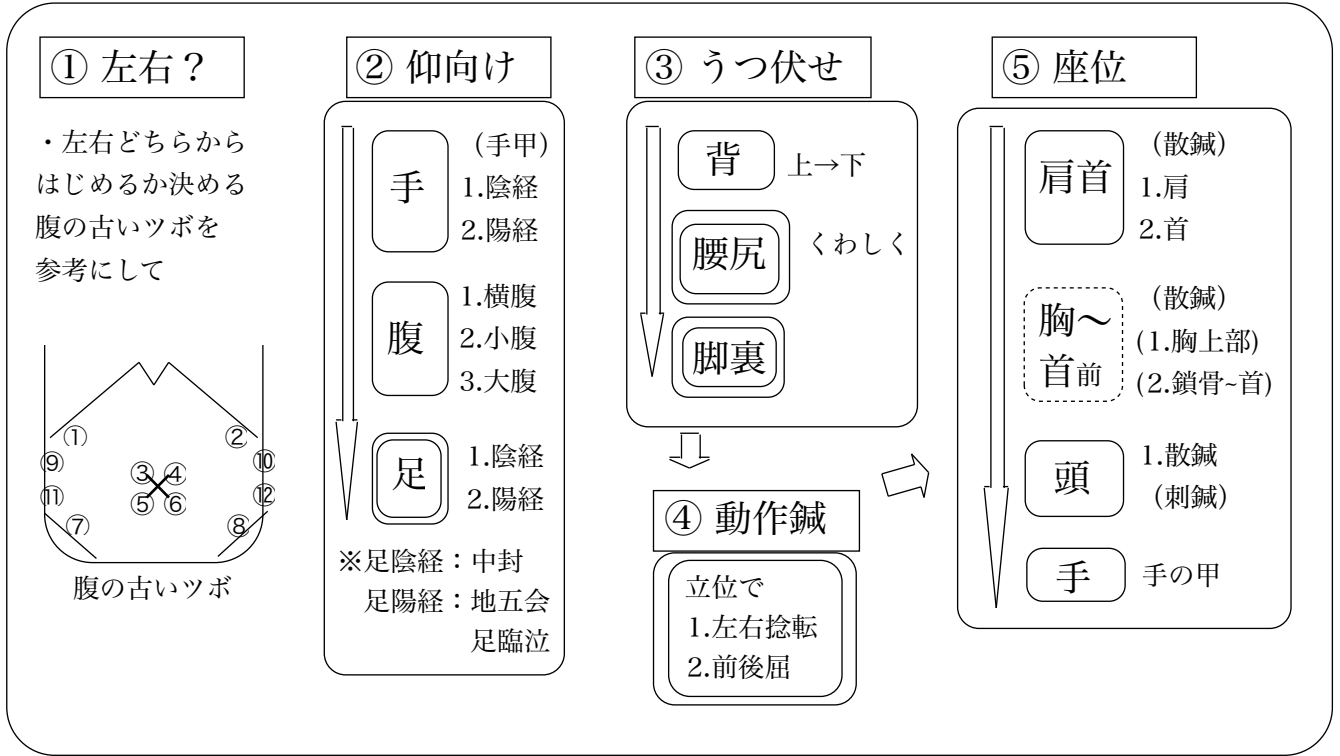 ① 左右？
・左右どちらから
はじめるか決める
腹の古いツボを
参考にして
①
②
⑨
⑩
③④
⑪
⑫
⑤⑥
⑦
⑧
腹の古いツボ
② 仰向け
手
(手甲)
1.陰経
2.陽経
腹
1.横腹
2.小腹
3.大腹
足
1.陰経
2.陽経
※足陰経：中封
足陽経：地五会
足臨泣
③ うつ伏せ
背
上→下
腰尻
くわしく
脚裏
④ 動作鍼
立位で
1.左右捻転
2.前後屈
⑤ 座位
肩首
(散鍼)
1.肩
2.首
胸〜
首前
(散鍼)
(1.胸上部)
(2.鎖骨~首)
頭
1.散鍼
(刺鍼)
手
手の甲